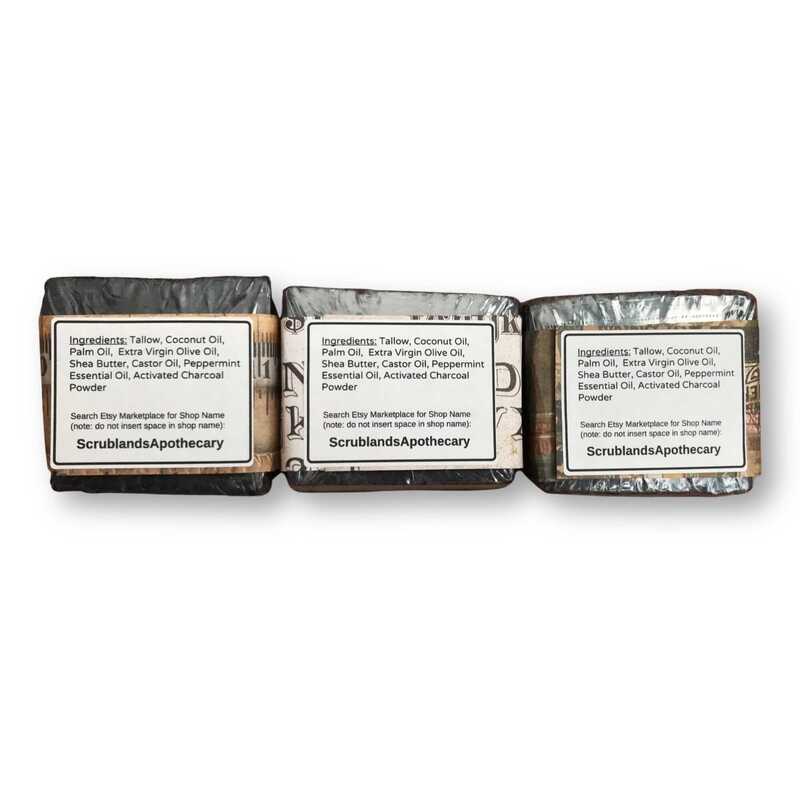 Ingredients: Tallow, Coconut Oil,
Palm Oil, Extra Virgin Olive Oil,
Shea Butter, Castor Oil, Peppermint
Essential Oil, Activated Charcoal
Powder
Search Etsy Marketplace for Shop Name
(note: do not insert space in shop name):
ScrublandsApothecary
Ingredients: Tallow, Coconut Oil,
Palm Oil, Extra Virgin Olive Oil,
Shea Butter, Castor Oil, Peppermint
Essential Oil, Activated Charcoal
Powder
Search Etsy Marketplace for Shop Name
(note: do not insert space in shop name):
ScrublandsApothecary
Ingredients: Tallow, Coconut Oil,
Palm Oil, Extra Virgin Olive Oil,
Shea Butter, Castor Oil, Peppermint
Essential Oil, Activated Charcoal
Powder
Search Etsy Marketplace for Shop Name
(note: do not insert space in shop name):
ScrublandsApothecary